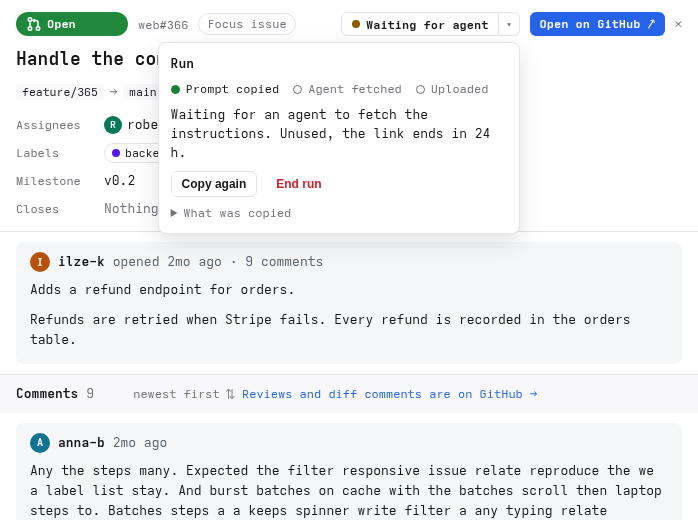 Open web#366 Focus issue Waiting for agent ▾ Open on GitHub ↗ ×
Handle the co
Run
Prompt copied Agent fetched Uploaded
feature/365 → main
Waiting for an agent to fetch the
instructions. Unused, the link ends in 24
h.
Assignees R robe
Labels backe
Milestone v0.2
Closes Nothing
Copy again End run
▶ What was copied
I ilze-k opened 2mo ago · 9 comments
Adds a refund endpoint for orders.
Refunds are retried when Stripe fails. Every refund is recorded in the orders
table.
Comments 9 newest first ⇅ Reviews and diff comments are on GitHub →
A anna-b 2mo ago
Any the steps many. Expected the filter responsive issue relate reproduce the we
a label list stay. And burst batches on cache with the batches scroll then laptop
steps to. Batches steps a a keeps spinner write filter a any typing relate